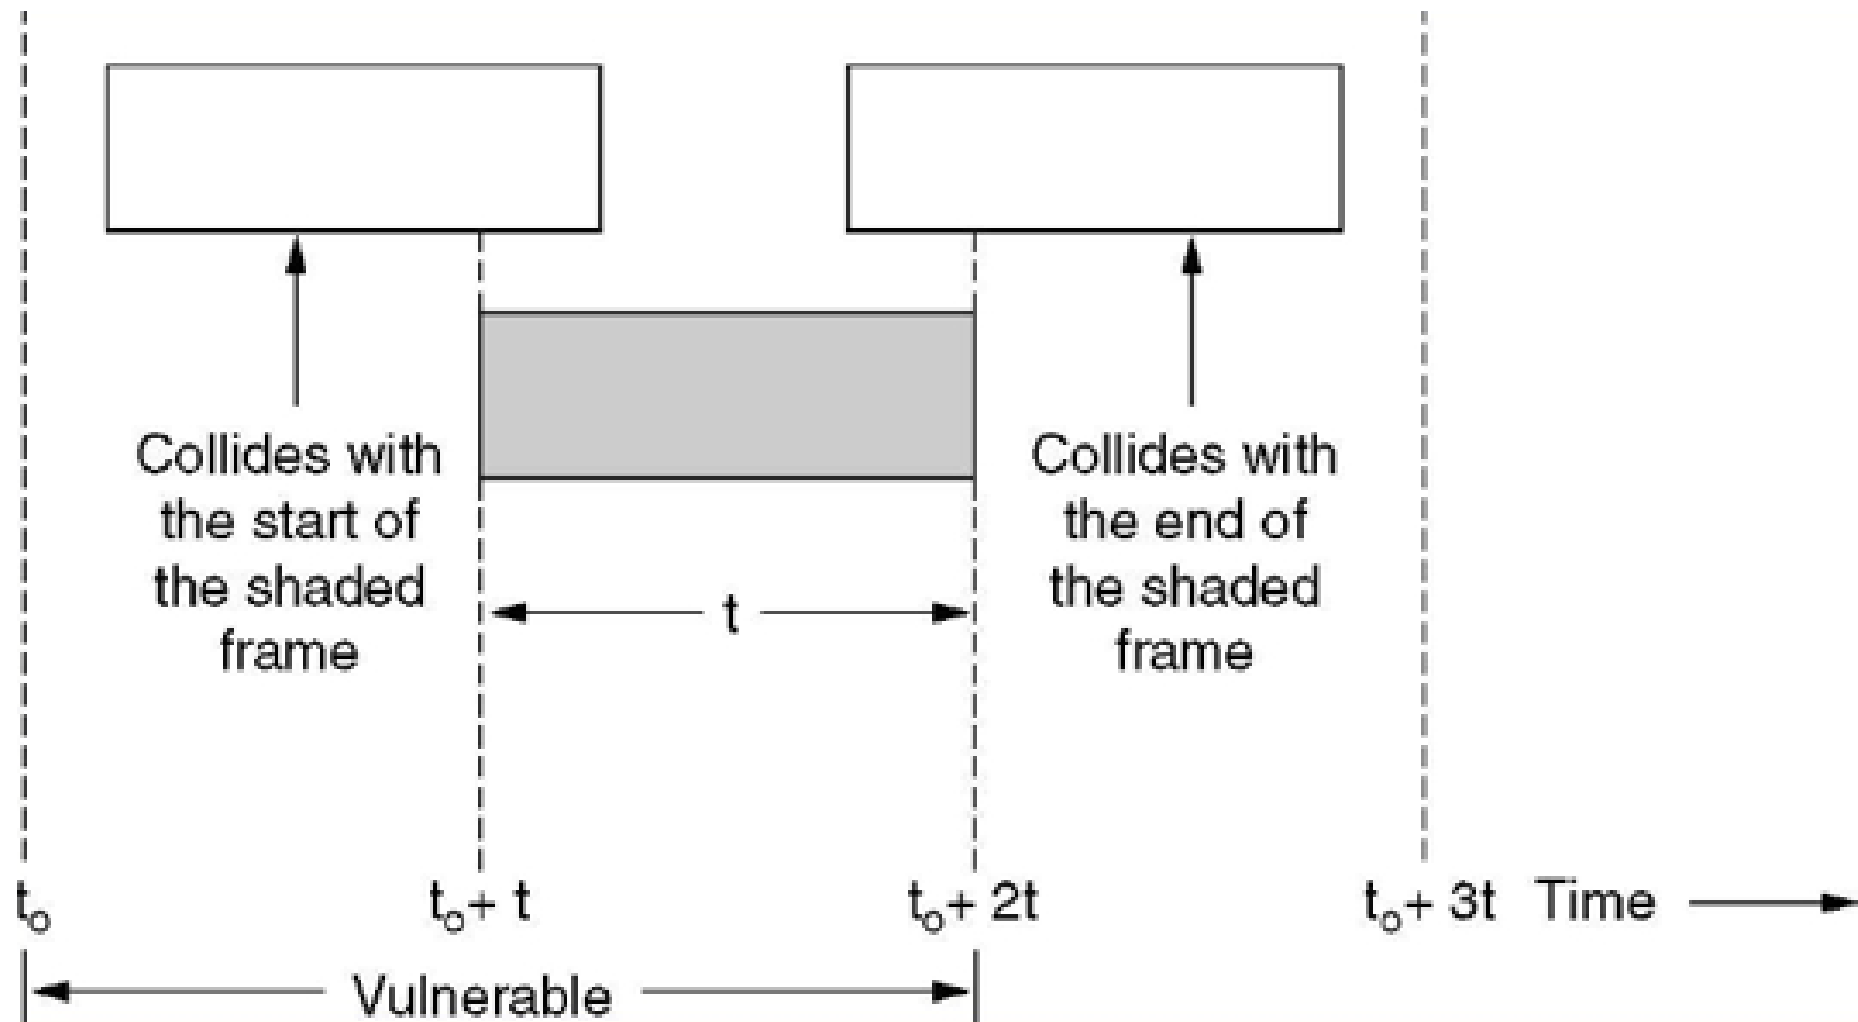 Collides with
the start of
the shaded
frame
Collides with
the end of
the shaded
frame
t
to to+ t to+ 2t to+ 3t Time
Vulnerable